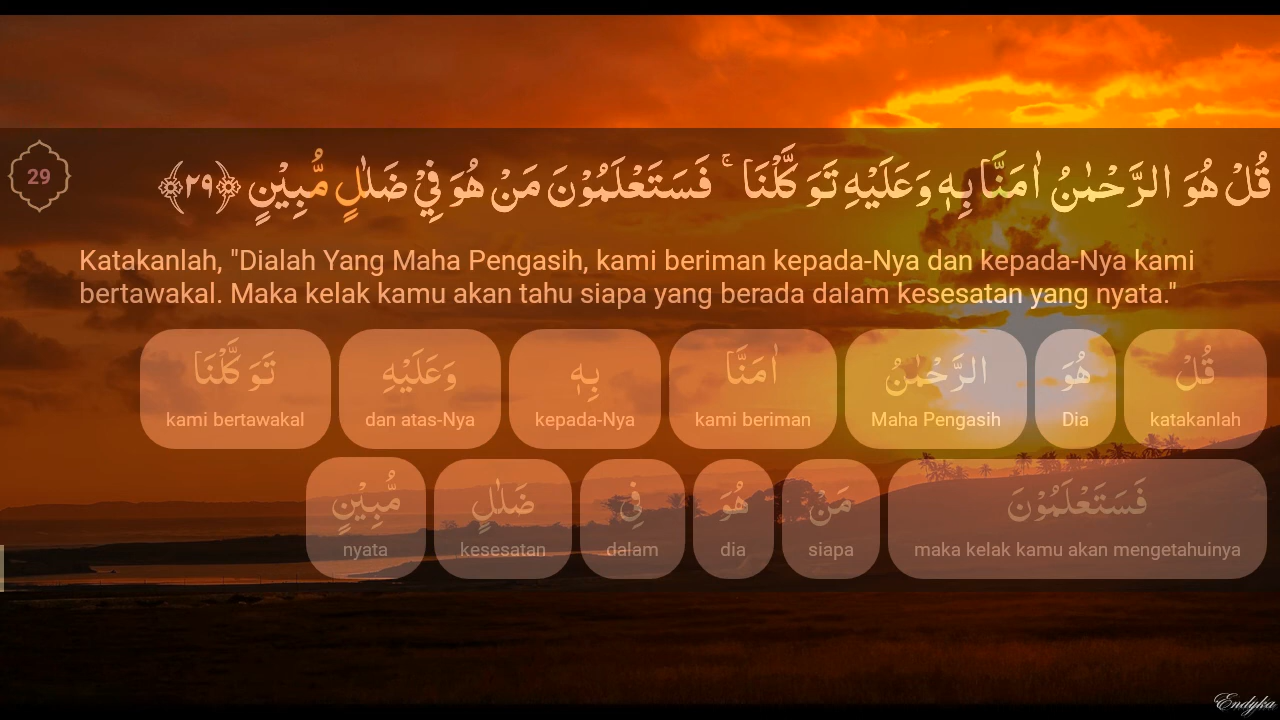 29
قُلْ هُوَ الرَّحْمٰنُ اٰمَنَّا بِهٖ وَعَلَيْهِ تَوَكَّلْنَا ۚ فَسَتَعْلَمُوْنَ مَنْ هُوَ فِيْ ضَلٰلٍ مُّبِيْنٍ ﴿٢٩﴾
Katakanlah, "Dialah Yang Maha Pengasih, kami beriman kepada-Nya dan kepada-Nya kami
bertawakal. Maka kelak kamu akan tahu siapa yang berada dalam kesesatan yang nyata."
قُلْ هُوَ الرَّحْمٰنُ اٰمَنَّا بِهٖ وَعَلَيْهِ تَوَكَّلْنَا
katakanlah Dia Maha Pengasih kami beriman kepada-Nya dan atas-Nya kami bertawakal
فَسَتَعْلَمُوْنَ مَنْ هُوَ فِيْ ضَلٰلٍ مُّبِيْنٍ
maka kelak kamu akan mengetahuinya siapa dia dalam kesesatan nyata
Endyka